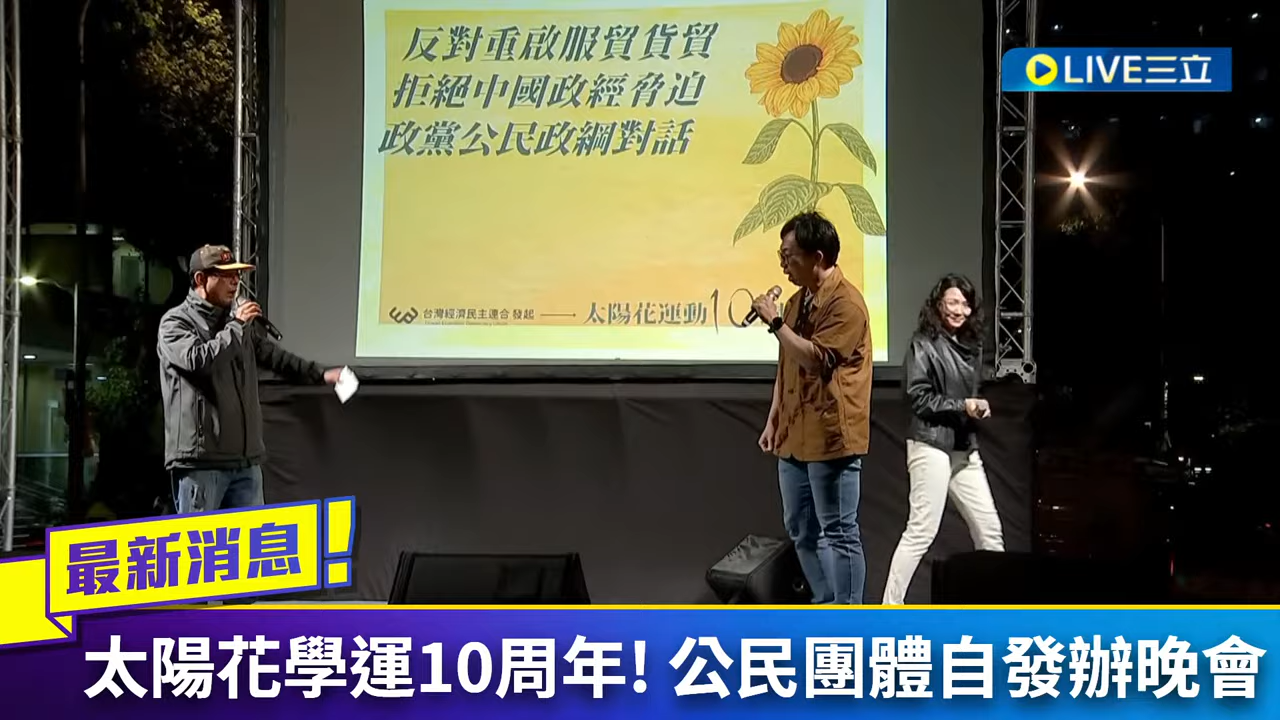 反對重啟服貿貨貿
拒絕中國政經脅迫
政黨公民政綱對話
LIVE三立
台灣經濟民主連合 發起
太陽花運動10
最新消息!
太陽花學運10周年! 公民團體自發辦晚會